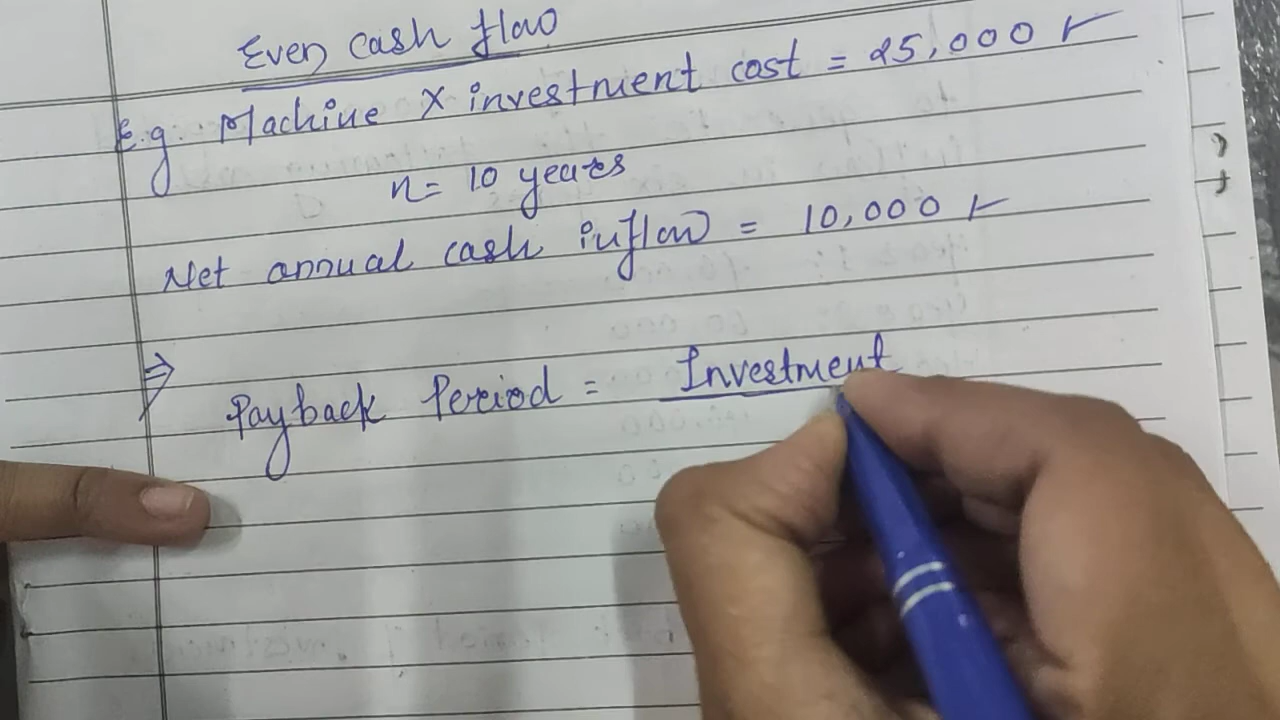 Even cash flow
E.g. Machine X investment cost = 25,000
n = 10 years
Net annual cash inflow = 10,000
⇒ Payback Period = Investment